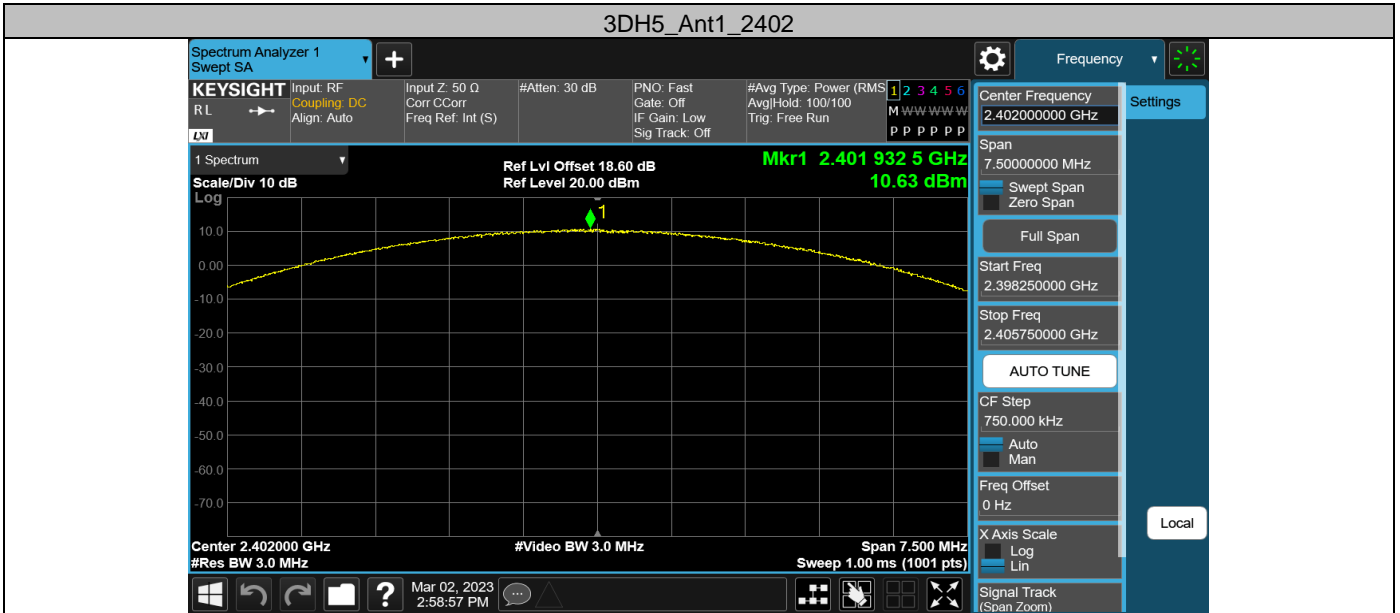 3DH5_Ant1_2402
Spectrum Analyzer 1
Swept SA
+
Frequency
KEYSIGHT
RL
LXI
Input: RF
Coupling: DC
Align: Auto
Input Z: 50 Ω
Corr CCorr
Freq Ref: Int (S)
#Atten: 30 dB
PNO: Fast
Gate: Off
IF Gain: Low
Sig Track: Off
#Avg Type: Power (RMS
Avg|Hold: 100/100
Trig: Free Run
1 2 3 4 5 6
M W W W W W
P P P P P P
1 Spectrum
Scale/Div 10 dB
Log
Ref Lvl Offset 18.60 dB
Ref Level 20.00 dBm
Mkr1 2.401 932 5 GHz
10.63 dBm
1
10.0
0.00
-10.0
-20.0
-30.0
-40.0
-50.0
-60.0
-70.0
Center 2.402000 GHz
#Res BW 3.0 MHz
#Video BW 3.0 MHz
Span 7.500 MHz
Sweep 1.00 ms (1001 pts)
Center Frequency
2.402000000 GHz
Settings
Span
7.50000000 MHz
Swept Span
Zero Span
Full Span
Start Freq
2.398250000 GHz
Stop Freq
2.405750000 GHz
AUTO TUNE
CF Step
750.000 kHz
Auto
Man
Freq Offset
0 Hz
X Axis Scale
Log
Lin
Local
Signal Track
(Span Zoom)
?
Mar 02, 2023
2:58:57 PM